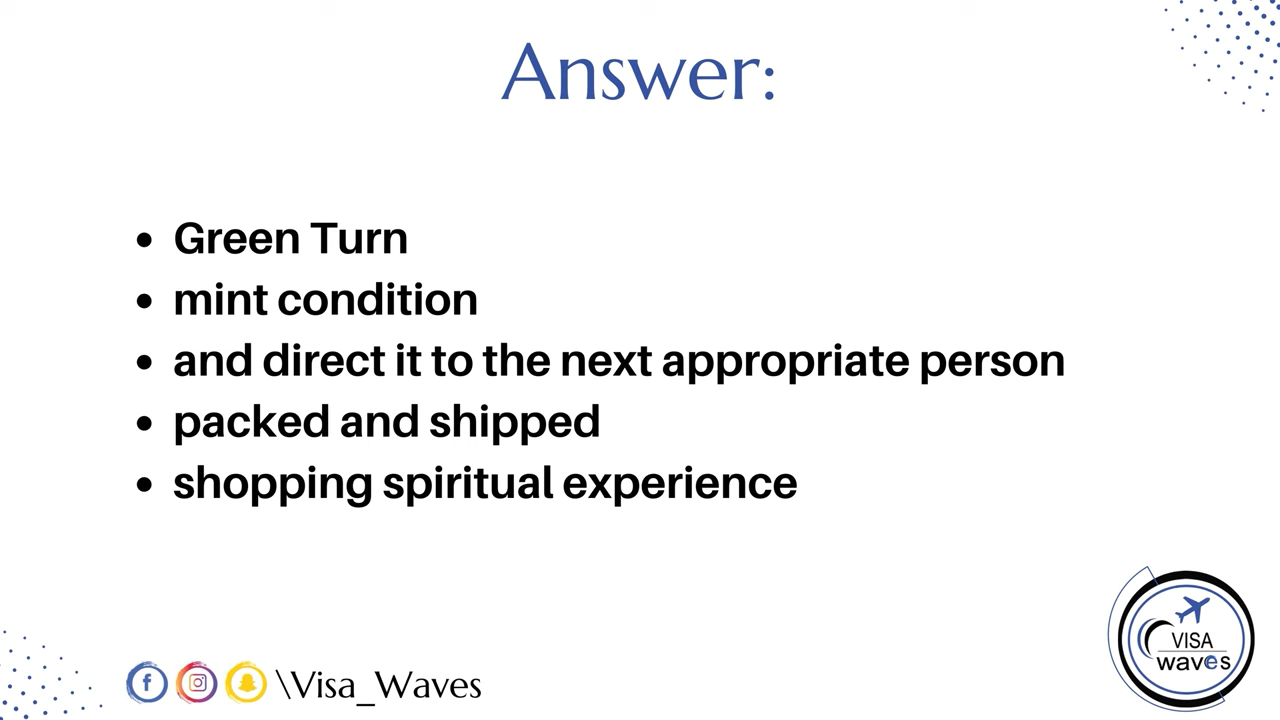 Answer:
• Green Turn
• mint condition
• and direct it to the next appropriate person
• packed and shipped
• shopping spiritual experience
\Visa_Waves
VISA
waves